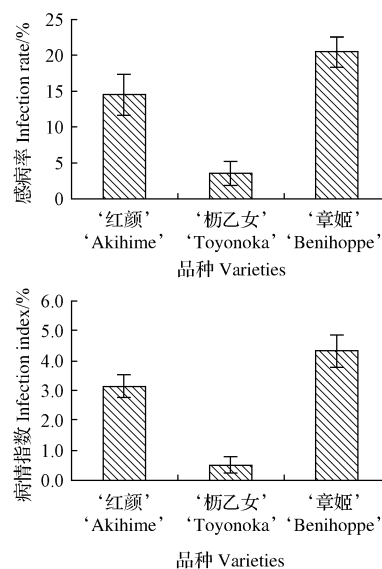 25
20
15
10
5
0
感病率 Infection rate/%
‘红颜’ ‘枥乙女’ ‘章姬’
‘Akihime’ ‘Toyonoka’ ‘Benihoppe’
品种 Varieties
6.0
5.0
4.0
3.0
2.0
1.0
0.0
病情指数 Infection index/%
‘红颜’ ‘枥乙女’ ‘章姬’
‘Akihime’ ‘Toyonoka’ ‘Benihoppe’
品种 Varieties